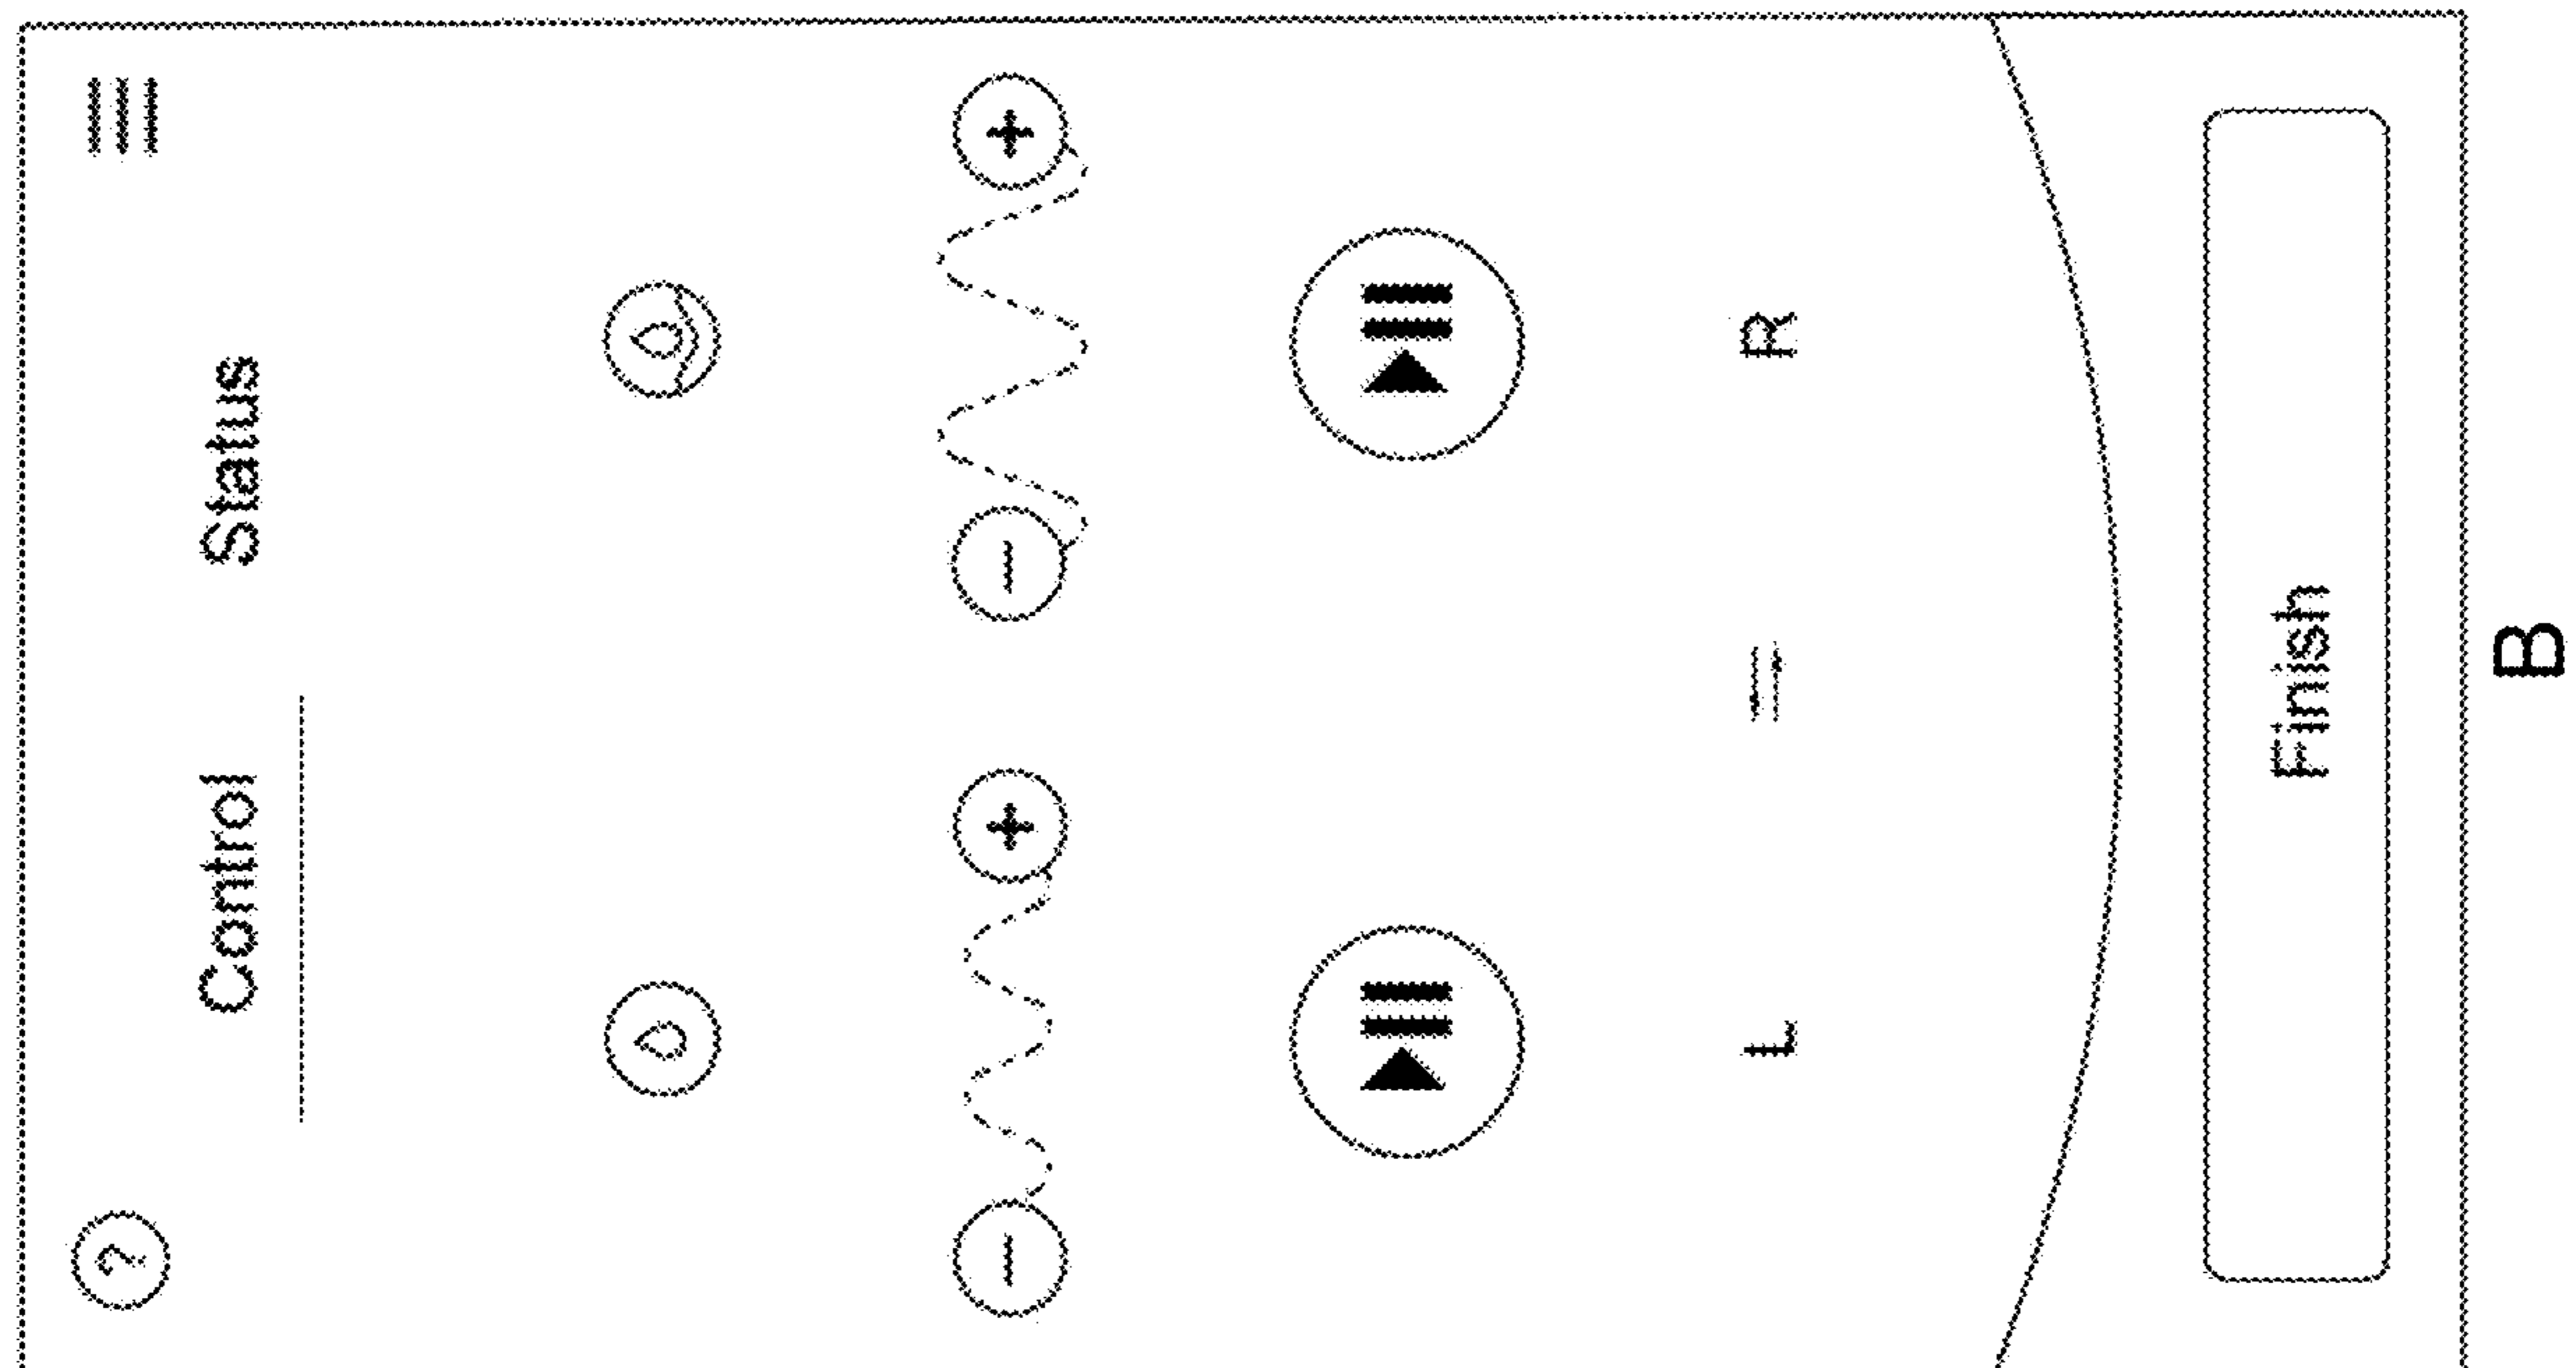 ?
Control Status
− +
− +
L ⇌ R
Finish
B